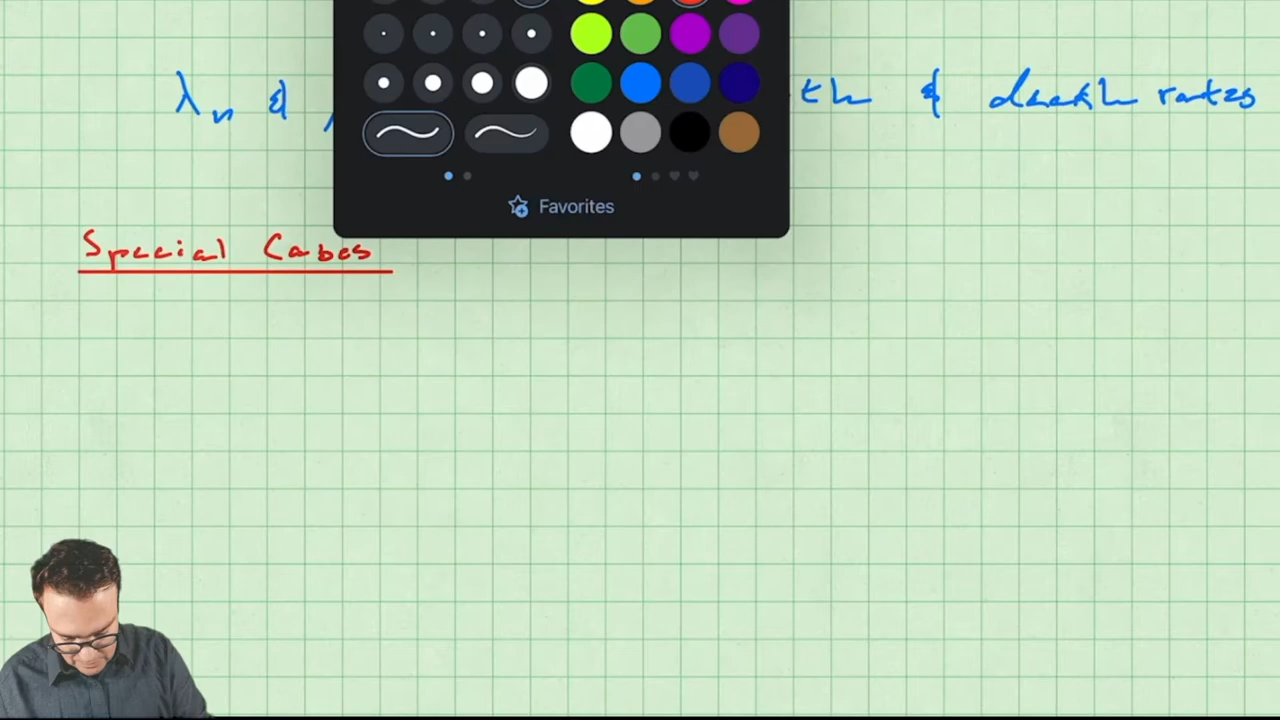 λn & th & death rates
Favorites
Special Cases